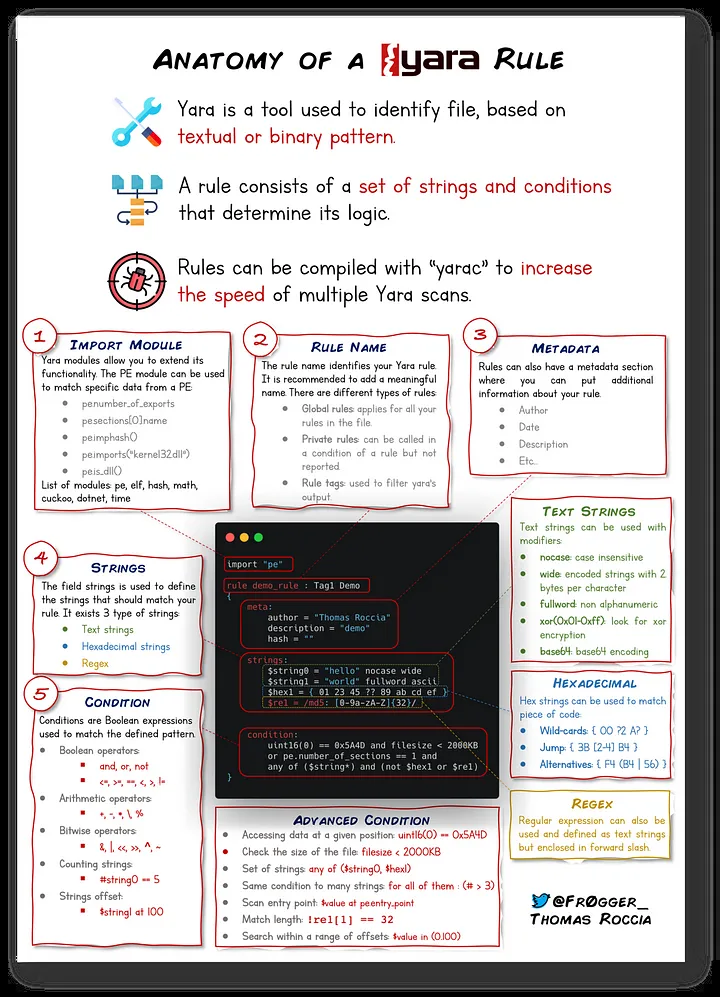 ANATOMY OF A yara RULE
Yara is a tool used to identify file, based on
textual or binary pattern.
A rule consists of a set of strings and conditions
that determine its logic.
Rules can be compiled with “yarac” to increase
the speed of multiple Yara scans.
1
IMPORT MODULE
Yara modules allow you to extend its
functionality. The PE module can be used
to match specific data from a PE:
pe.number_of_exports
pe.sections[0].name
pe.imphash()
pe.imports("kernel32.dll")
pe.is_dll()
List of modules: pe, elf, hash, math,
cuckoo, dotnet, time
2
RULE NAME
The rule name identifies your Yara rule.
It is recommended to add a meaningful
name. There are different types of rules:
Global rules: applies for all your
rules in the file.
Private rules: can be called in
a condition of a rule but not
reported.
Rule tags: used to filter yara's
output.
3
METADATA
Rules can also have a metadata section
where you can put additional
information about your rule.
Author
Date
Description
Etc...
4
STRINGS
The field strings is used to define
the strings that should match your
rule. It exists 3 type of strings:
Text strings
Hexadecimal strings
Regex
5
CONDITION
Conditions are Boolean expressions
used to match the defined pattern.
Boolean operators:
and, or, not
<=, >=, ==, <, >, !=
Arithmetic operators:
+, -, *, \, %
Bitwise operators:
&, |, <<, >>, ^, ~
Counting strings:
#string0 == 5
Strings offset:
$string1 at 100
import "pe"
rule demo_rule : Tag1 Demo
{
meta:
author = "Thomas Roccia"
description = "demo"
hash = ""
strings:
$string0 = "hello" nocase wide
$string1 = "world" fullword ascii
$hex1 = { 01 23 45 ?? 89 ab cd ef }
$re1 = /md5: [0-9a-zA-Z]{32}/
condition:
uint16(0) == 0x5A4D and filesize < 2000KB
or pe.number_of_sections == 1 and
any of ($string*) and (not $hex1 or $re1)
}
TEXT STRINGS
Text strings can be used with
modifiers:
nocase: case insensitive
wide: encoded strings with 2
bytes per character
fullword: non alphanumeric
xor(0x01-0xff): look for xor
encryption
base64: base64 encoding
HEXADECIMAL
Hex strings can be used to match
piece of code:
Wild-cards: { 00 ?2 A? }
Jump: { 3B [2-4] B4 }
Alternatives: { F4 (B4 | 56) }
REGEX
Regular expression can also be
used and defined as text strings
but enclosed in forward slash
ADVANCED CONDITION
Accessing data at a given position: uint16(0) == 0x5A4D
Check the size of the file: filesize < 2000KB
Set of strings: any of ($string0, $hex1)
Same condition to many strings: for all of them : (# > 3)
Scan entry point: $value at pe.entry_point
Match length: !re1[1] == 32
Search within a range of offsets: $value in (0..100)
@FR0GGER_
THOMAS ROCCIA